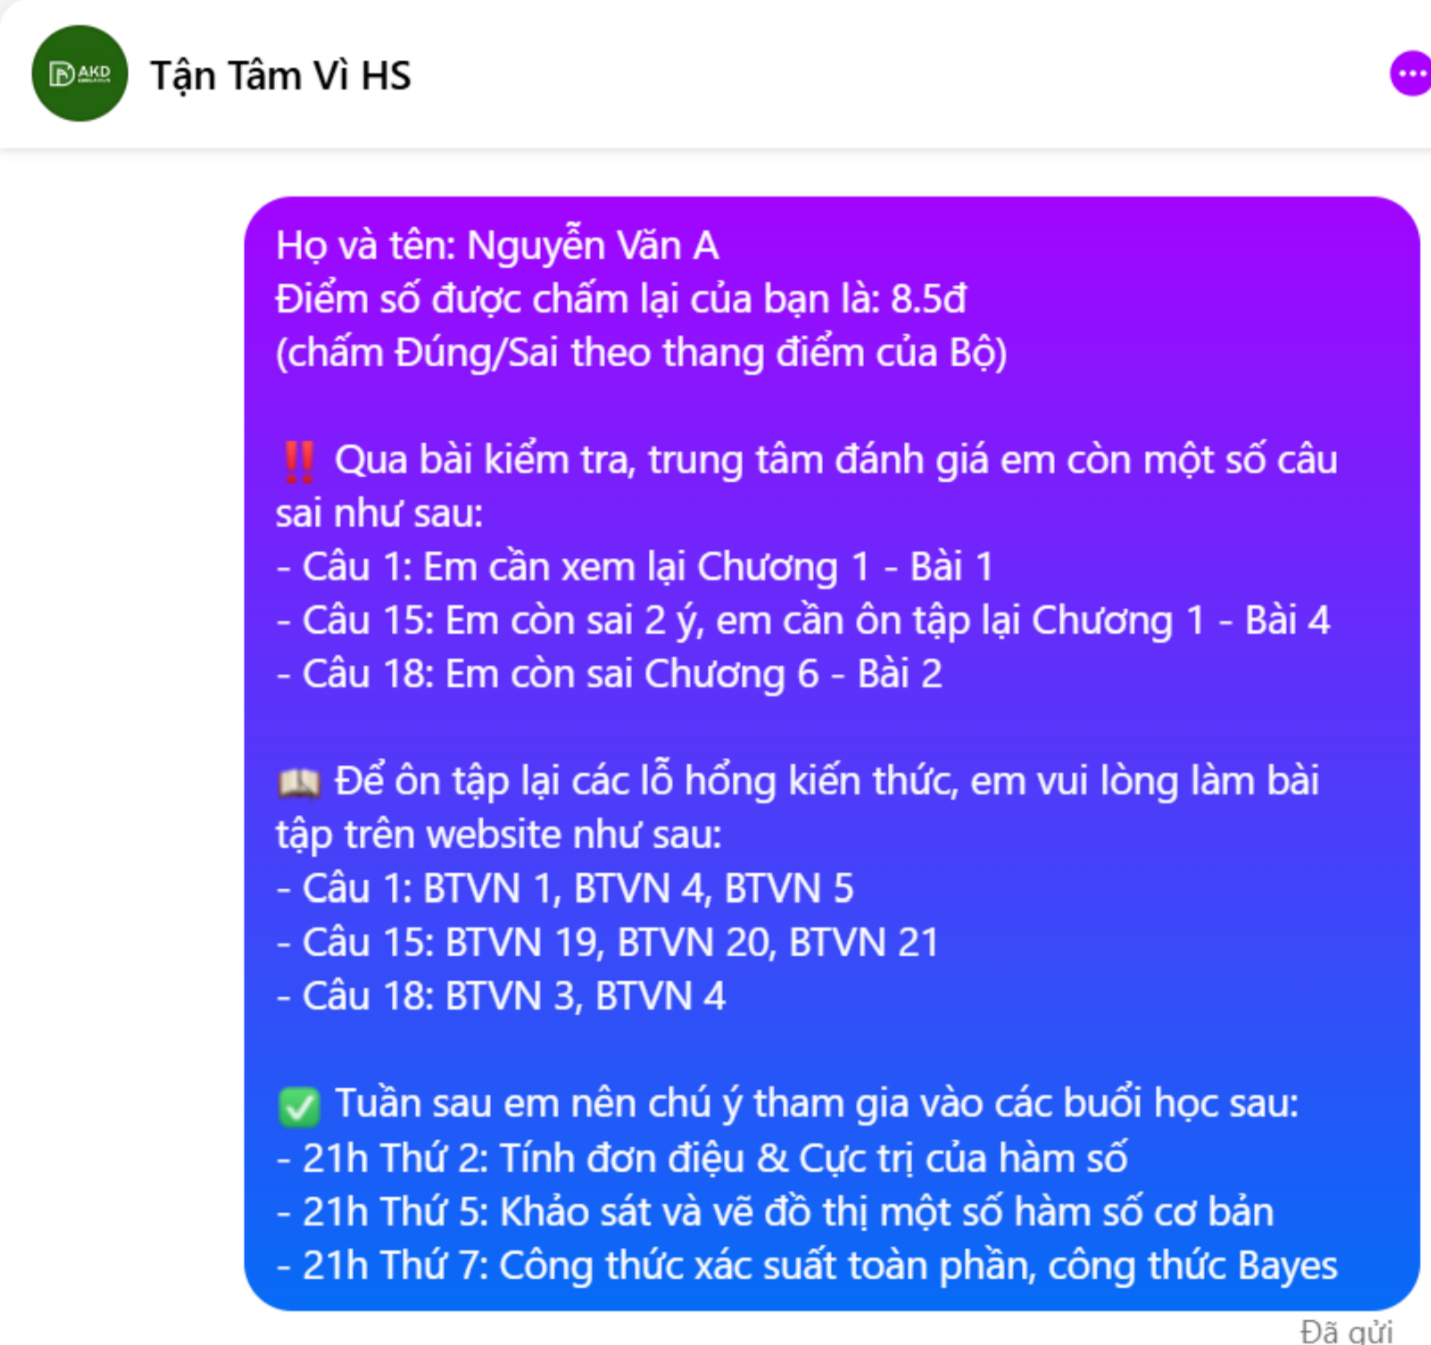 AKD
Tận Tâm Vì HS
Họ và tên: Nguyễn Văn A
Điểm số được chấm lại của bạn là: 8.5đ
(chấm Đúng/Sai theo thang điểm của Bộ)
‼️ Qua bài kiểm tra, trung tâm đánh giá em còn một số câu
sai như sau:
- Câu 1: Em cần xem lại Chương 1 - Bài 1
- Câu 15: Em còn sai 2 ý, em cần ôn tập lại Chương 1 - Bài 4
- Câu 18: Em còn sai Chương 6 - Bài 2
📖 Để ôn tập lại các lỗ hổng kiến thức, em vui lòng làm bài
tập trên website như sau:
- Câu 1: BTVN 1, BTVN 4, BTVN 5
- Câu 15: BTVN 19, BTVN 20, BTVN 21
- Câu 18: BTVN 3, BTVN 4
✅ Tuần sau em nên chú ý tham gia vào các buổi học sau:
- 21h Thứ 2: Tính đơn điệu & Cực trị của hàm số
- 21h Thứ 5: Khảo sát và vẽ đồ thị một số hàm số cơ bản
- 21h Thứ 7: Công thức xác suất toàn phần, công thức Bayes
Đã gửi